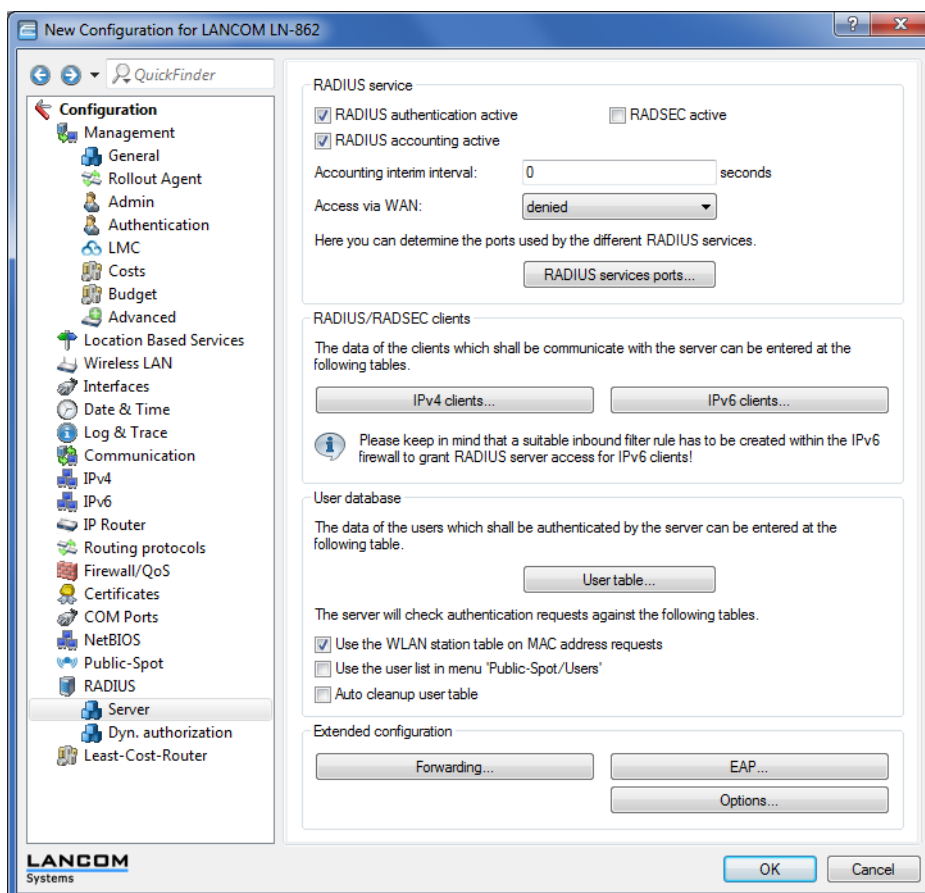 New Configuration for LANCOM LN-862
QuickFinder
Configuration
Management
General
Rollout Agent
Admin
Authentication
LMC
Costs
Budget
Advanced
Location Based Services
Wireless LAN
Interfaces
Date & Time
Log & Trace
Communication
IPv4
IPv6
IP Router
Routing protocols
Firewall/QoS
Certificates
COM Ports
NetBIOS
Public-Spot
RADIUS
Server
Dyn. authorization
Least-Cost-Router
RADIUS service
RADIUS authentication active
RADSEC active
RADIUS accounting active
Accounting interim interval: 0 seconds
Access via WAN: denied
Here you can determine the ports used by the different RADIUS services.
RADIUS services ports...
RADIUS/RADSEC clients
The data of the clients which shall be communicate with the server can be entered at the
following tables.
IPv4 clients...
IPv6 clients...
Please keep in mind that a suitable inbound filter rule has to be created within the IPv6
firewall to grant RADIUS server access for IPv6 clients!
User database
The data of the users which shall be authenticated by the server can be entered at the
following table.
User table...
The server will check authentication requests against the following tables.
Use the WLAN station table on MAC address requests
Use the user list in menu 'Public-Spot/Users'
Auto cleanup user table
Extended configuration
Forwarding...
EAP...
Options...
LANCOM
Systems
OK
Cancel